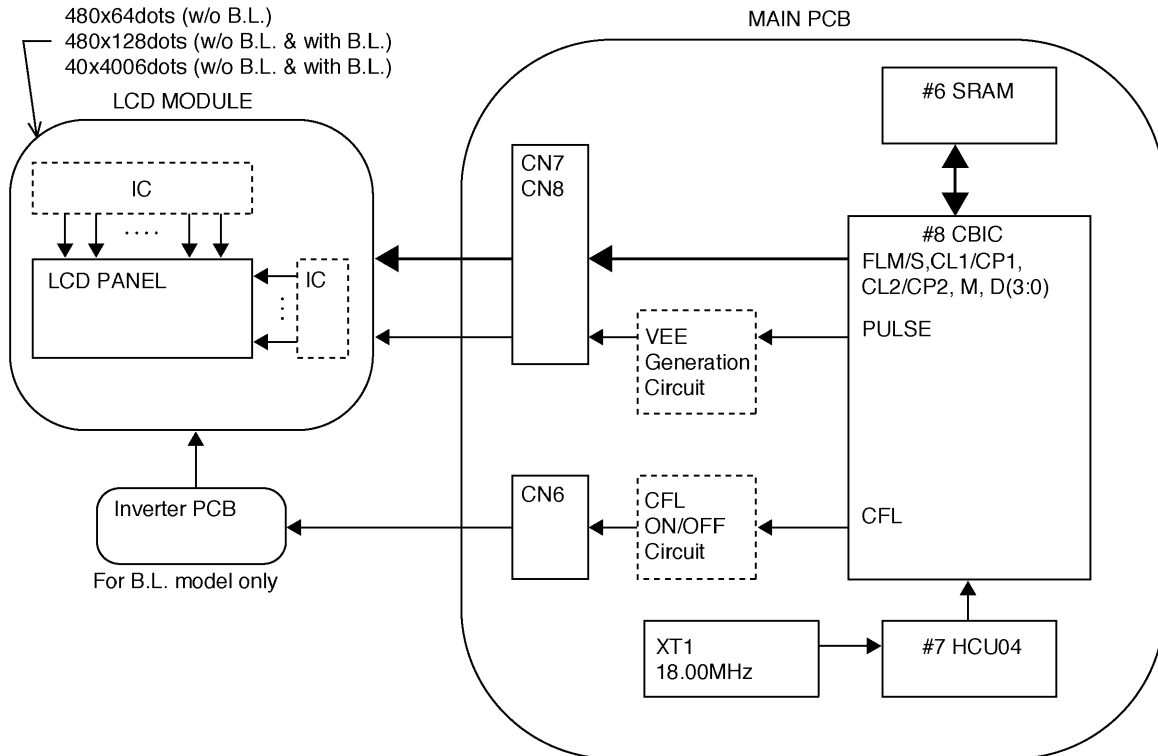 480x64dots (w/o B.L.)
480x128dots (w/o B.L. & with B.L.)
40x4006dots (w/o B.L. & with B.L.)
LCD MODULE
IC
LCD PANEL
IC
Inverter PCB
For B.L. model only
MAIN PCB
#6 SRAM
CN7
CN8
#8 CBIC
FLM/S,CL1/CP1,
CL2/CP2, M, D(3:0)
PULSE
VEE
Generation
Circuit
CN6
CFL
ON/OFF
Circuit
CFL
XT1
18.00MHz
#7 HCU04